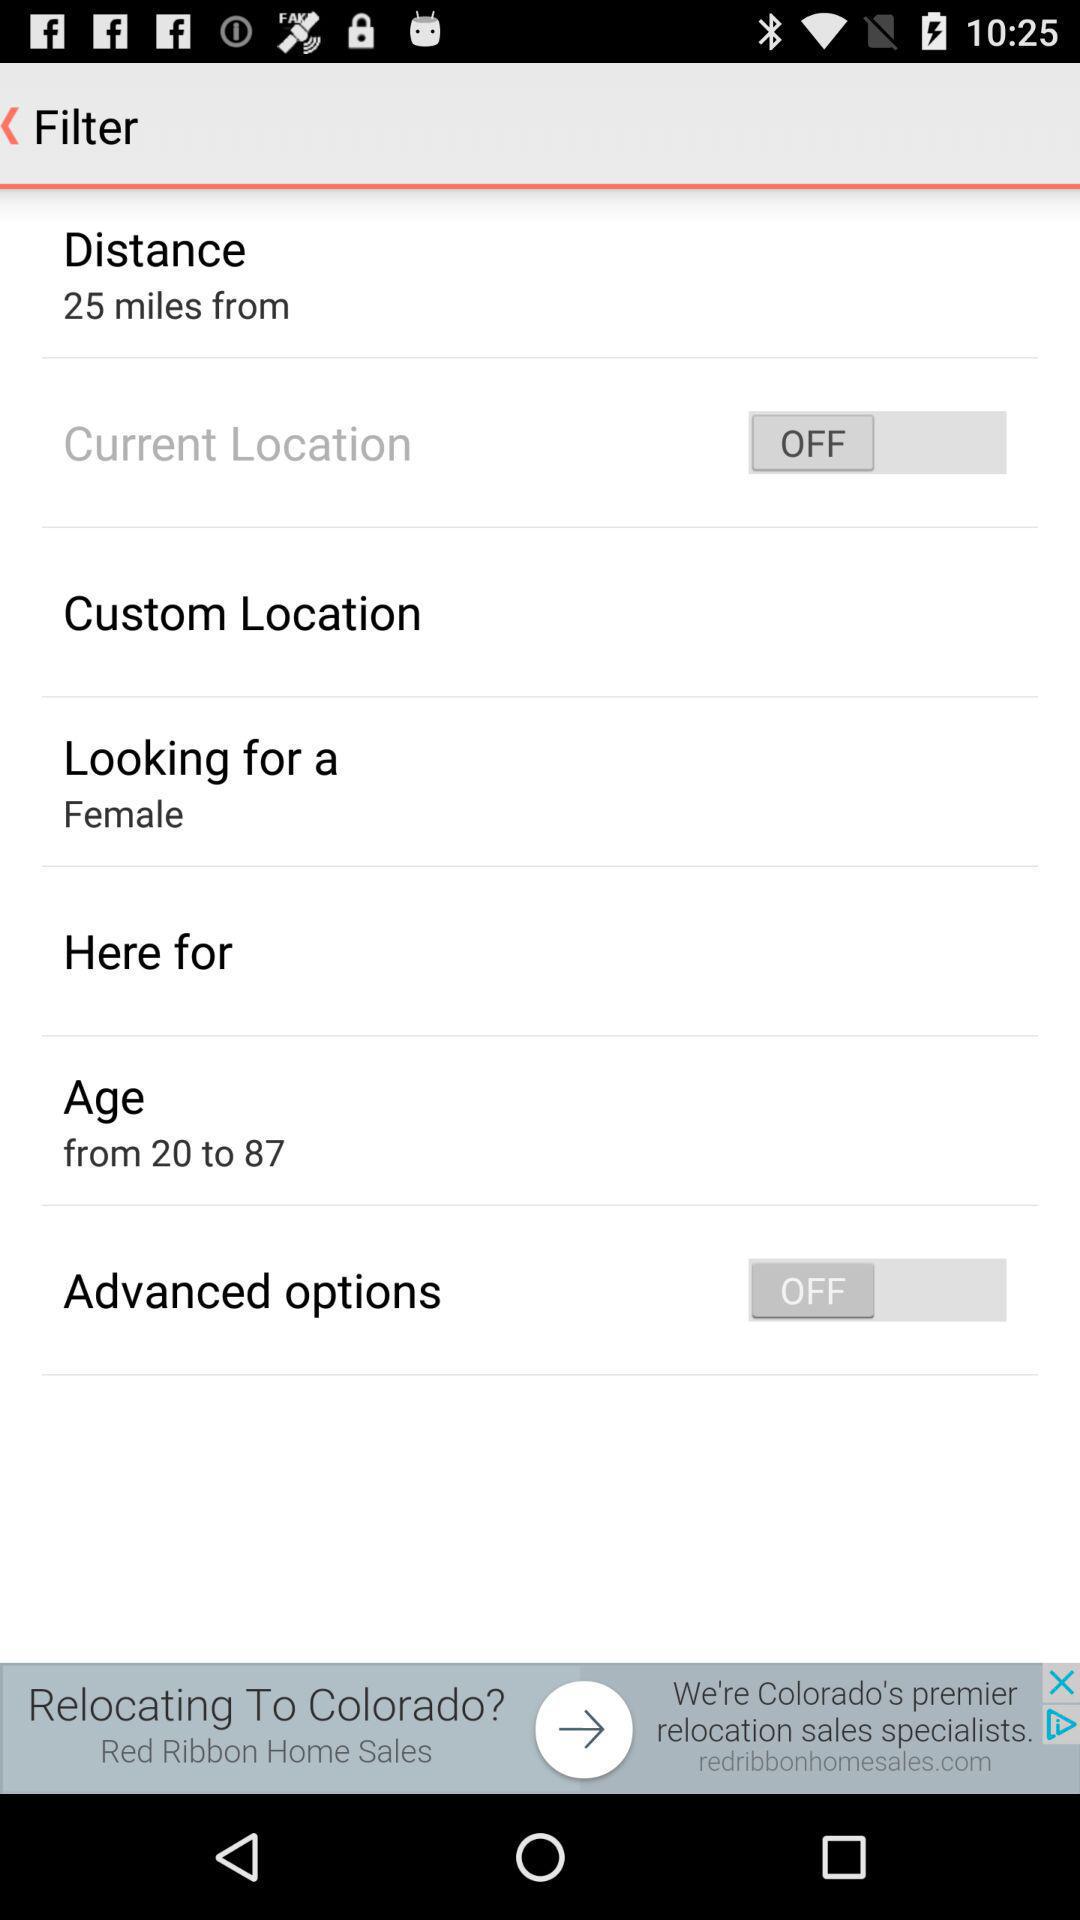 FAKE
10:25
Filter
Distance
25 miles from
Current Location
OFF
Custom Location
Looking for a
Female
Here for
Age
from 20 to 87
Advanced options
OFF
Relocating To Colorado?
Red Ribbon Home Sales
We're Colorado's premier
relocation sales specialists.
redribbonhomesales.com